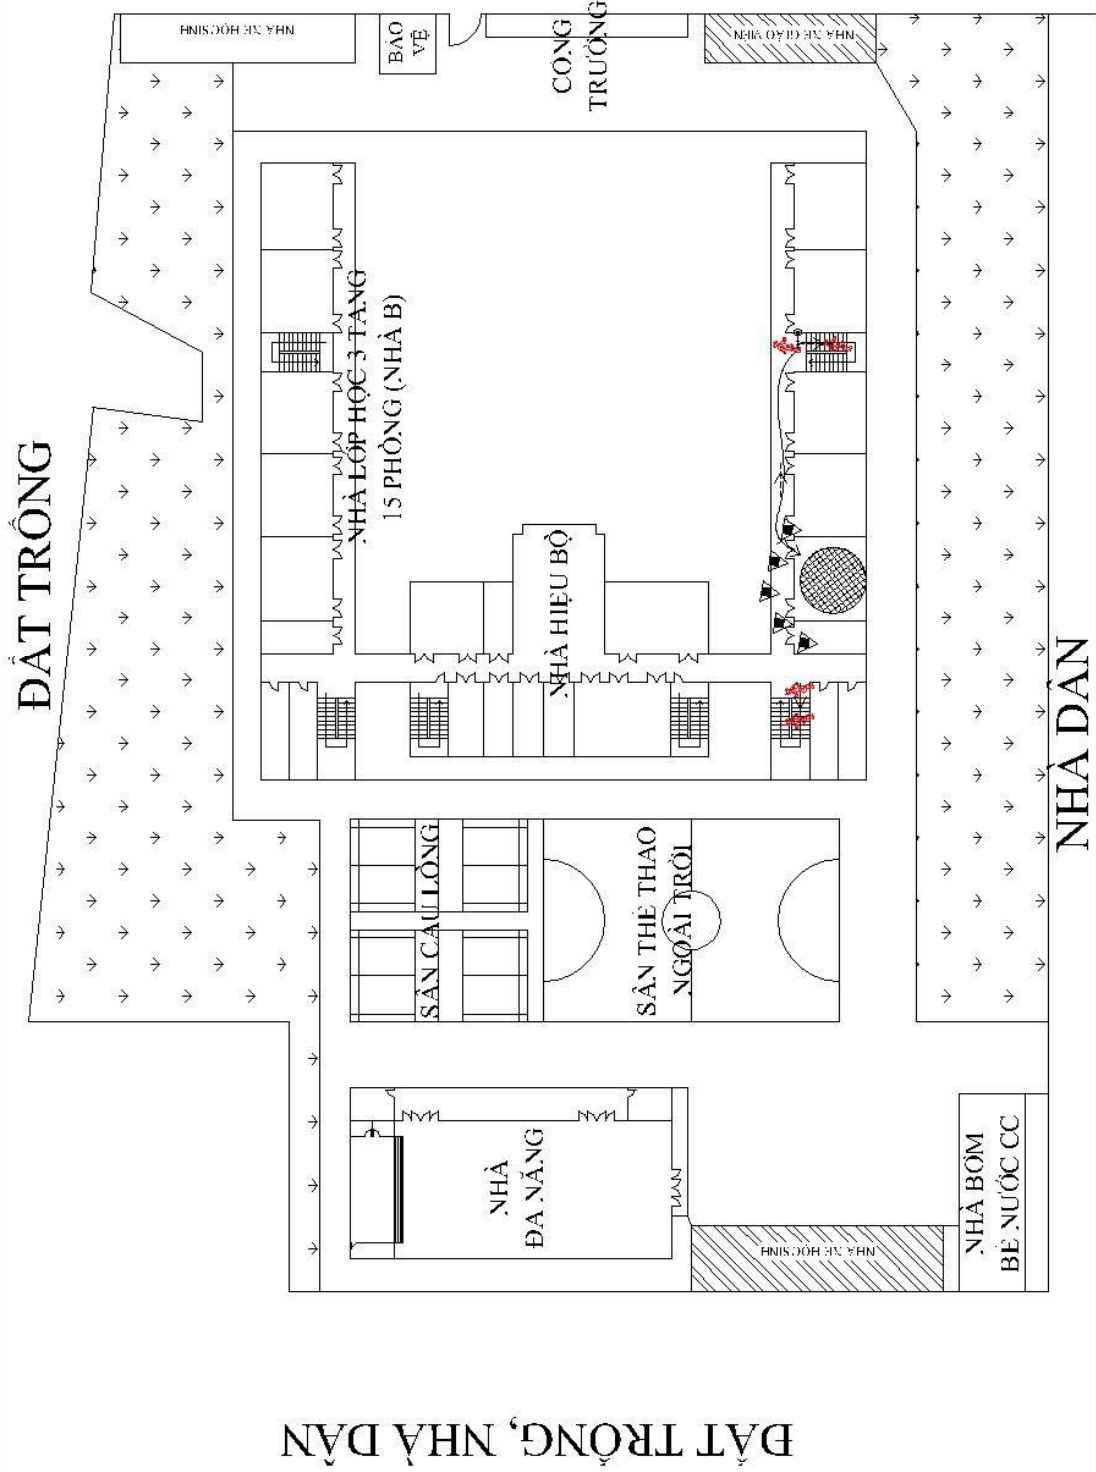 NHÀ XE HỌC SINH
BẢO
VỆ
CỔNG
TRƯỜNG
NHÀ XE GIÁO VIÊN
ĐẤT TRỐNG
NHÀ LỚP HỌC 3 TẦNG
15 PHÒNG (NHÀ B)
NHÀ HIỆU BỘ
NHÀ DÂN
SÂN CẦU LÔNG
SÂN THỂ THAO
NGOÀI TRỜI
NHÀ
ĐA NĂNG
NHÀ XE HỌC SINH
NHÀ BƠM
BỂ NƯỚC CC
ĐẤT TRỐNG, NHÀ DÂN